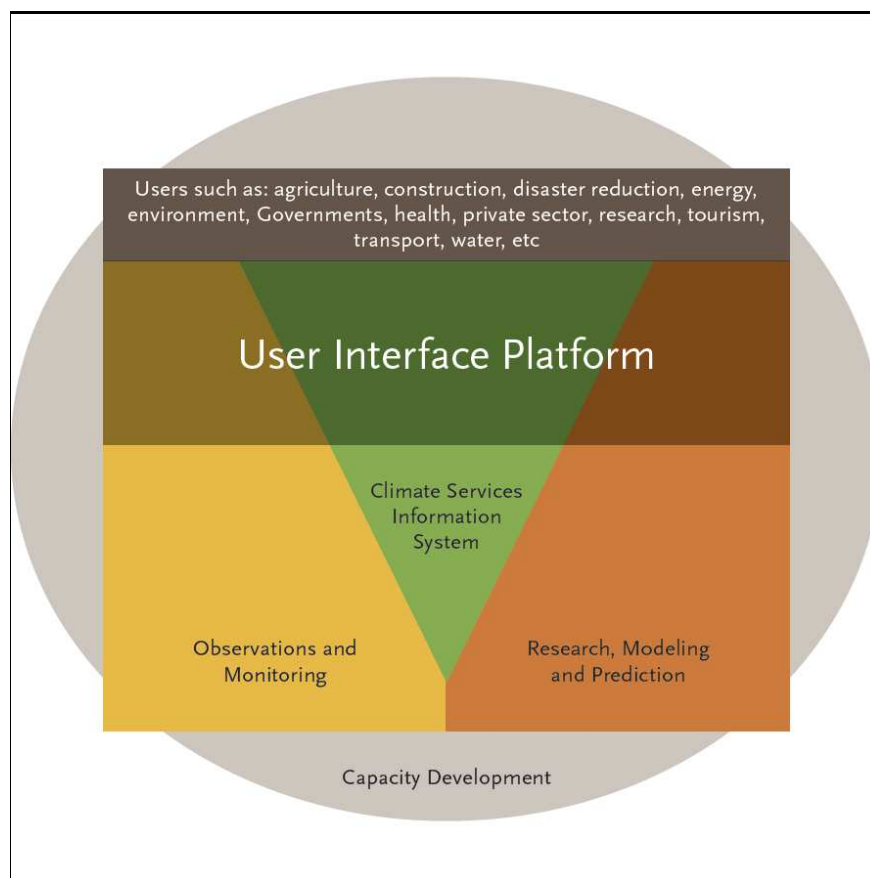 Users such as: agriculture, construction, disaster reduction, energy,
environment, Governments, health, private sector, research, tourism,
transport, water, etc
User Interface Platform
Climate Services
Information
System
Observations and
Monitoring
Research, Modeling
and Prediction
Capacity Development